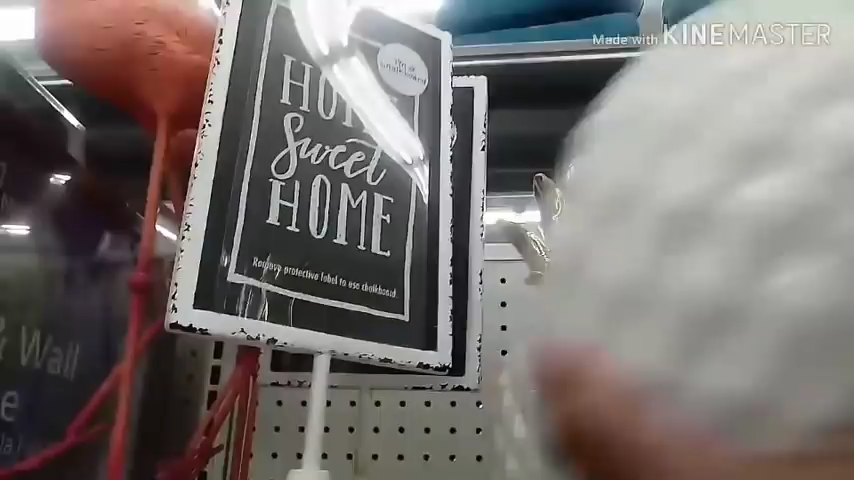 Made with KINEMASTER
HOME
Sweet
HOME
Remove protective label to use chalkboard.
& Wall